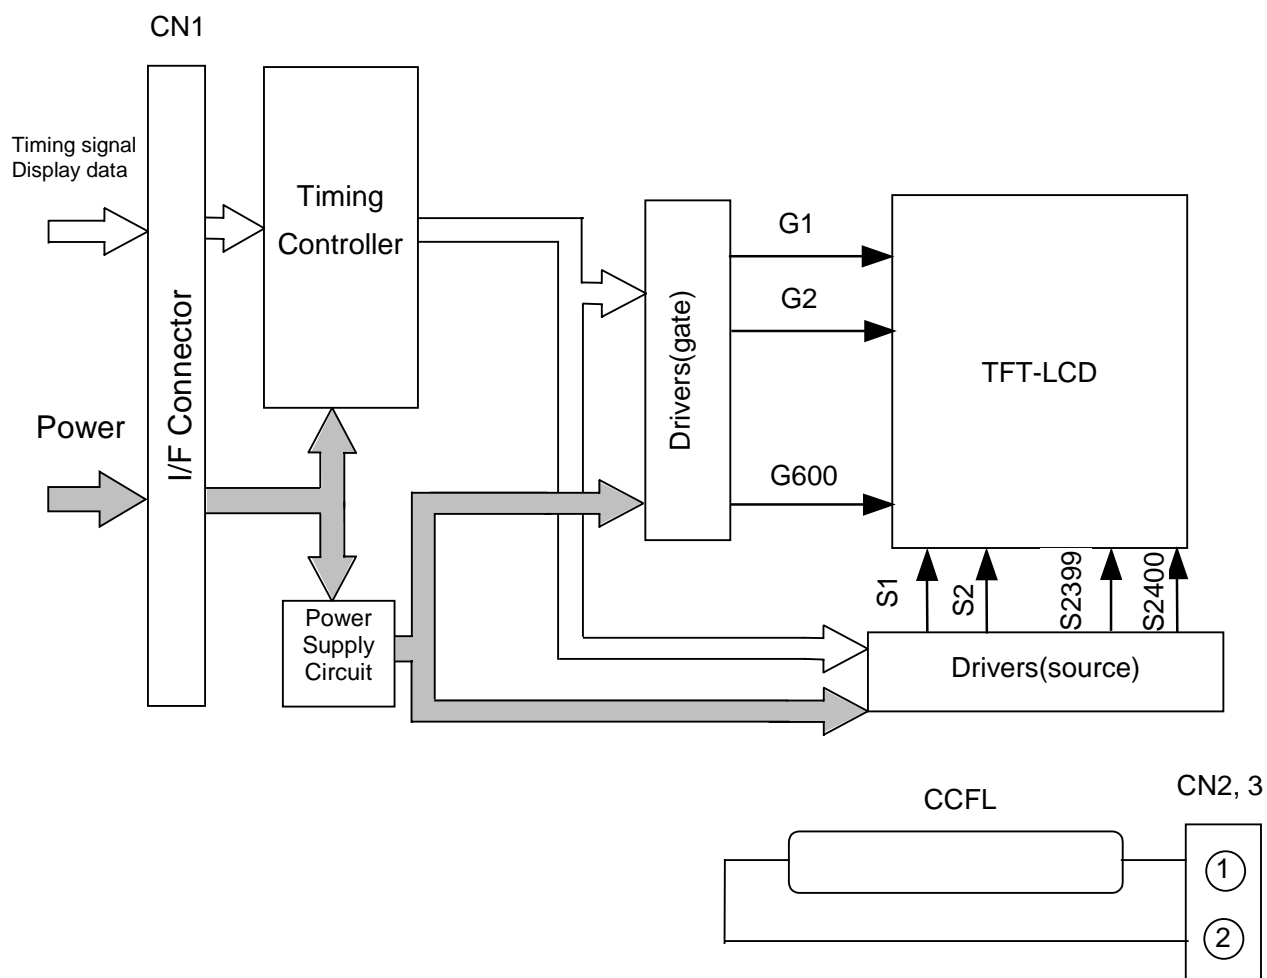 CN1
Timing signal
Display data
Timing
Controller
G1
G2
TFT-LCD
I/F Connector
Drivers(gate)
Power
G600
S1
S2
S2399
S2400
Power
Supply
Circuit
Drivers(source)
CN2, 3
CCFL
1
2